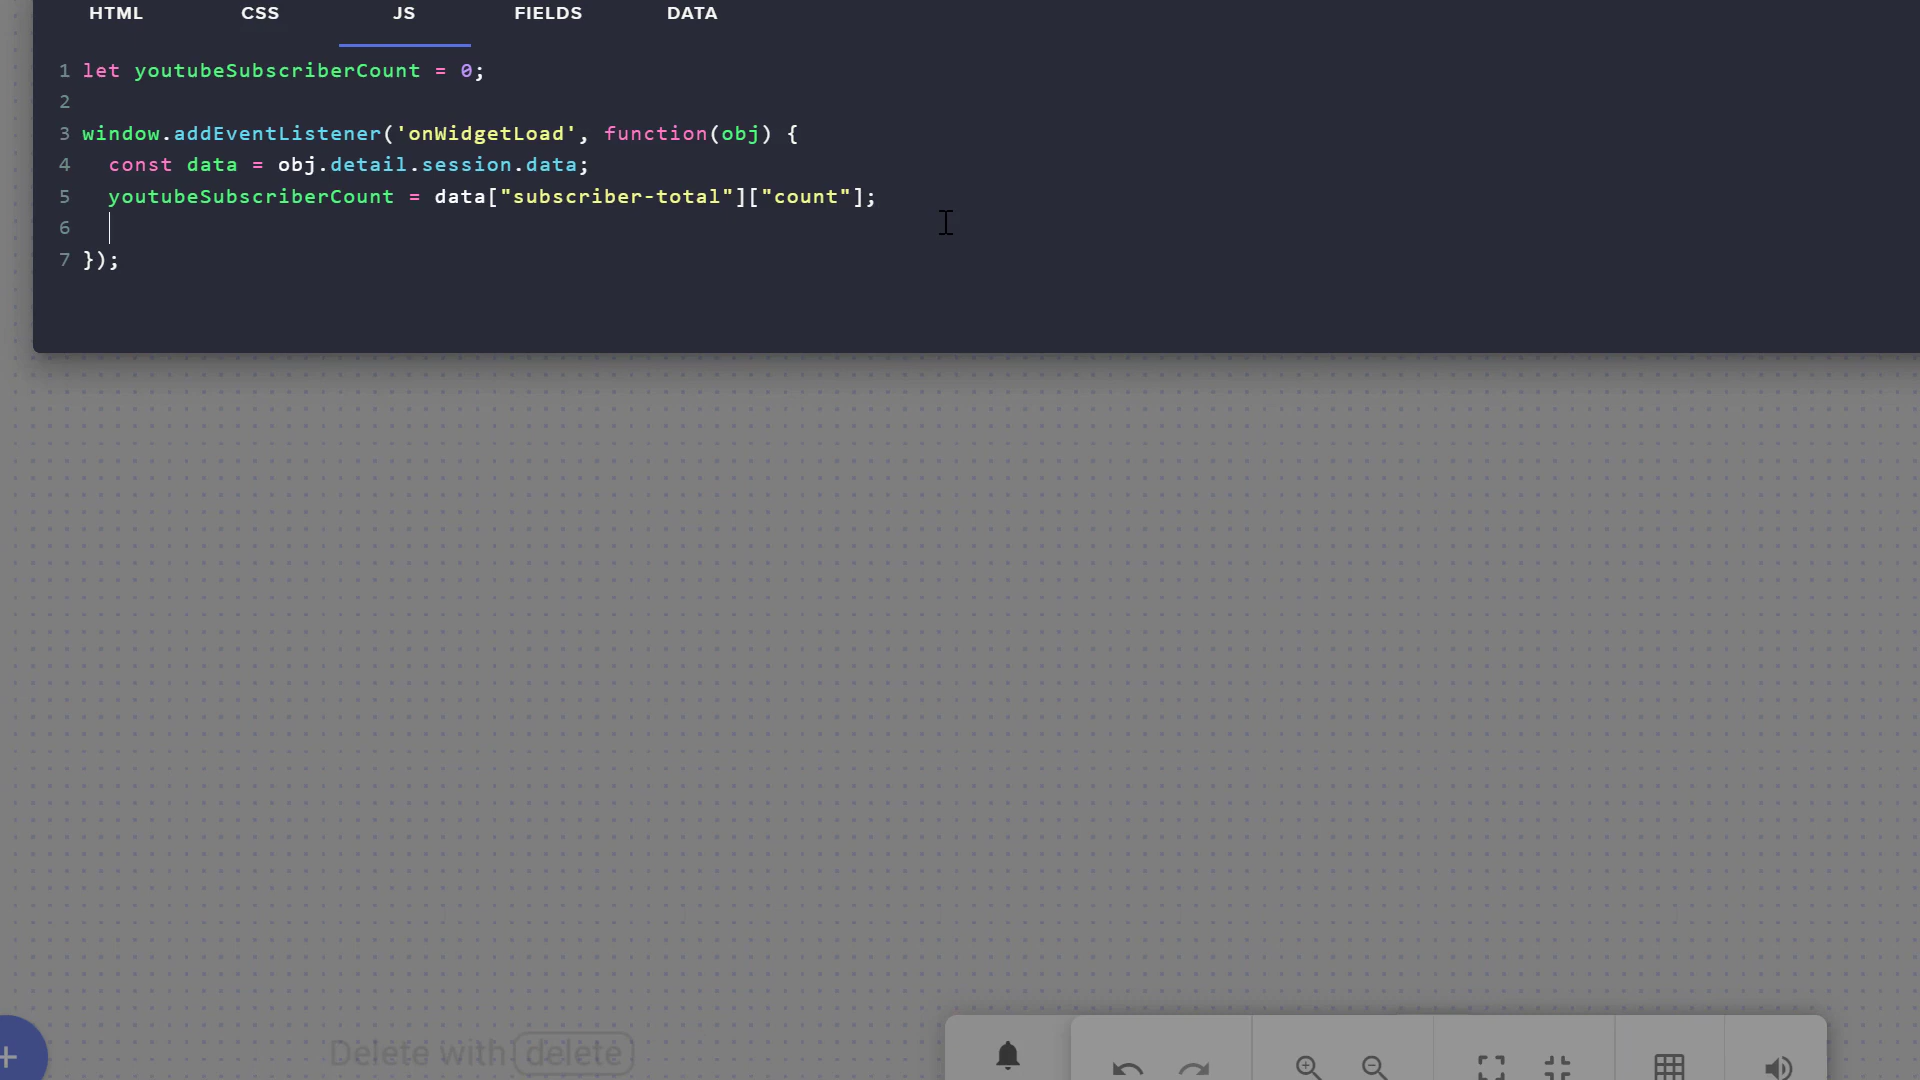 HTML CSS JS FIELDS DATA
1 let youtubeSubscriberCount = 0;
2
3 window.addEventListener('onWidgetLoad', function(obj) {
4 const data = obj.detail.session.data;
5 youtubeSubscriberCount = data["subscriber-total"]["count"];
6
7 });
Delete with delete